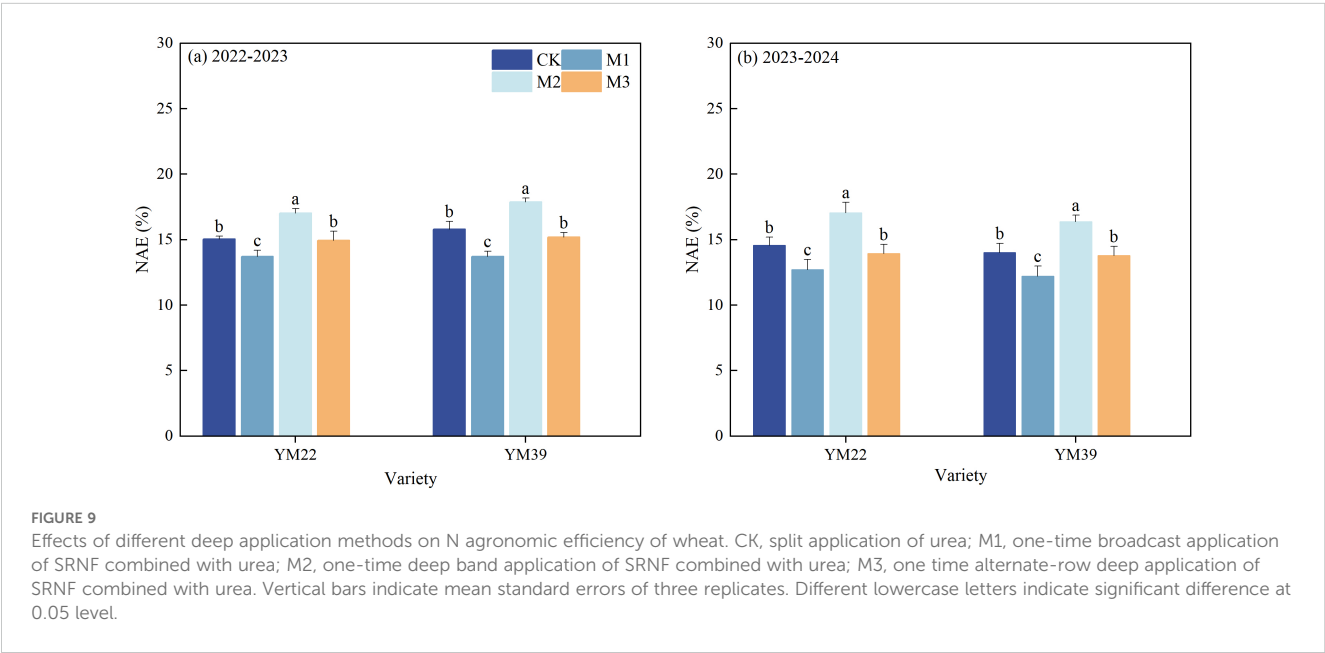 (a) 2022-2023
CK M1
M2 M3
30
25
20
15
10
5
0
NAE (%)
b c a b
b c a b
YM22 YM39
Variety
(b) 2023-2024
30
25
20
15
10
5
0
NAE (%)
b c a b
b c a b
YM22 YM39
Variety
FIGURE 9
Effects of different deep application methods on N agronomic efficiency of wheat. CK, split application of urea; M1, one-time broadcast application
of SRNF combined with urea; M2, one-time deep band application of SRNF combined with urea; M3, one time alternate-row deep application of
SRNF combined with urea. Vertical bars indicate mean standard errors of three replicates. Different lowercase letters indicate significant difference at
0.05 level.